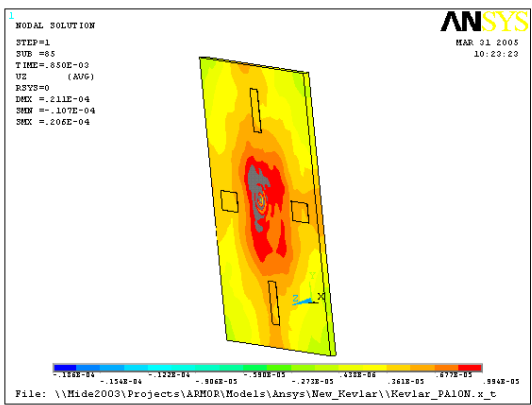 1
NODAL SOLUTION
ANSYS
STEP=1
SUB =85
TIME=.850E-03
UZ (AVG)
RSYS=0
DMX =.211E-04
SMN =-.107E-04
SMX =.206E-04
MAR 31 2005
10:23:23
Y
Z X
-.186E-04 -.122E-04 -.590E-05 .438E-06 .677E-05
-.154E-04 -.906E-05 -.273E-05 .361E-05 .994E-05
File: \\Mide2003\Projects\ARMOR\Models\Ansys\New_Kevlar\\Kevlar_PA10N.x_t